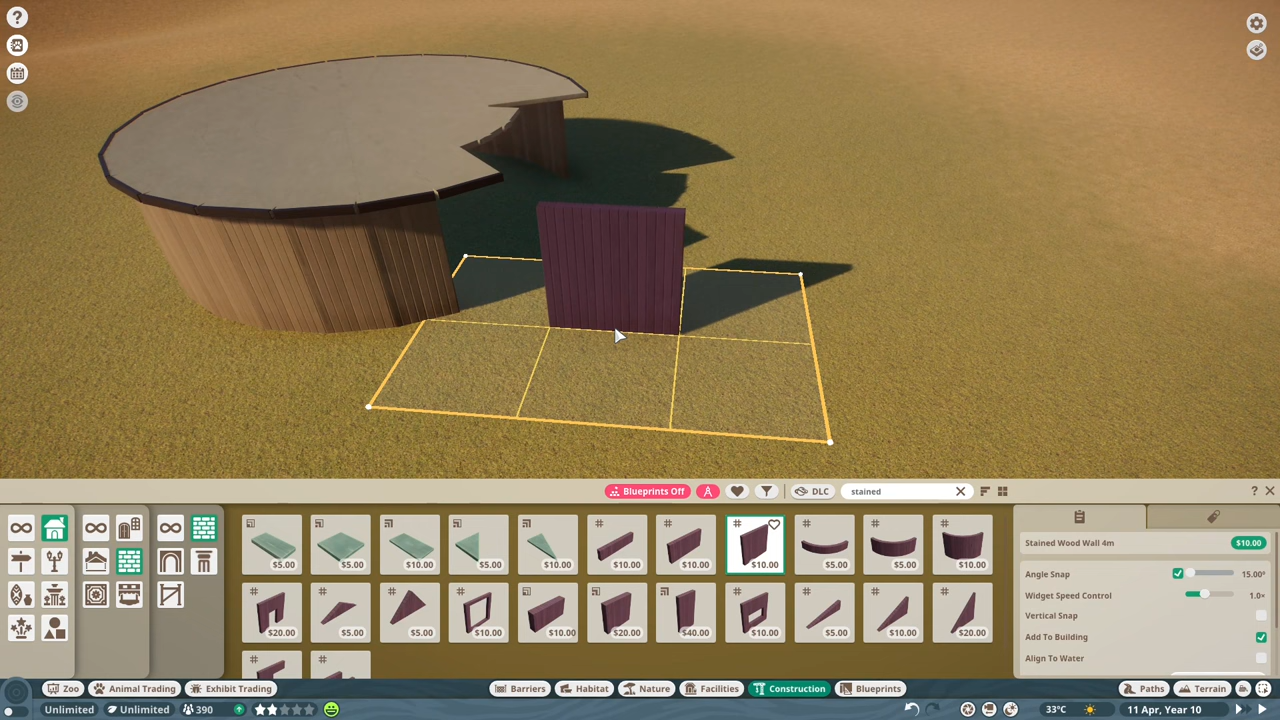 ?
Blueprints Off
DLC
stained
?
$5.00 $5.00 $10.00 $5.00 $10.00 $10.00 $10.00 $10.00 $5.00 $5.00 $10.00
$20.00 $5.00 $5.00 $10.00 $10.00 $20.00 $40.00 $10.00 $5.00 $10.00 $20.00
Stained Wood Wall 4m $10.00
Angle Snap 15.00°
Widget Speed Control 1.0×
Vertical Snap
Add To Building
Align To Water
Zoo Animal Trading Exhibit Trading Barriers Habitat Nature Facilities Construction Blueprints Paths Terrain
Unlimited Unlimited 390 33°C 11 Apr, Year 10